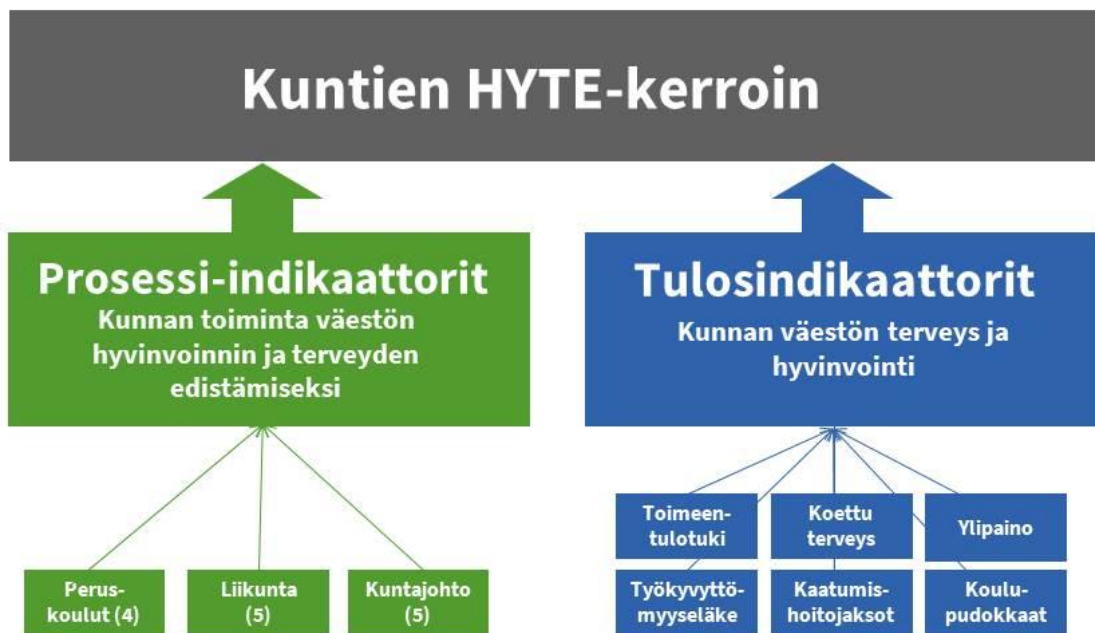 Kuntien HYTE-kerroin
Prosessi-indikaattorit
Kunnan toiminta väestön
hyvinvoinnin ja terveyden
edistämiseksi
Tulosindikaattorit
Kunnan väestön terveys ja
hyvinvointi
Perus-
koulut (4)
Liikunta
(5)
Kuntajohto
(5)
Toimeen-
tulotuki
Koettu
terveys
Ylipaino
Työkyvyttö-
myyseläke
Kaatumis-
hoitojaksot
Koulu-
pudokkaat